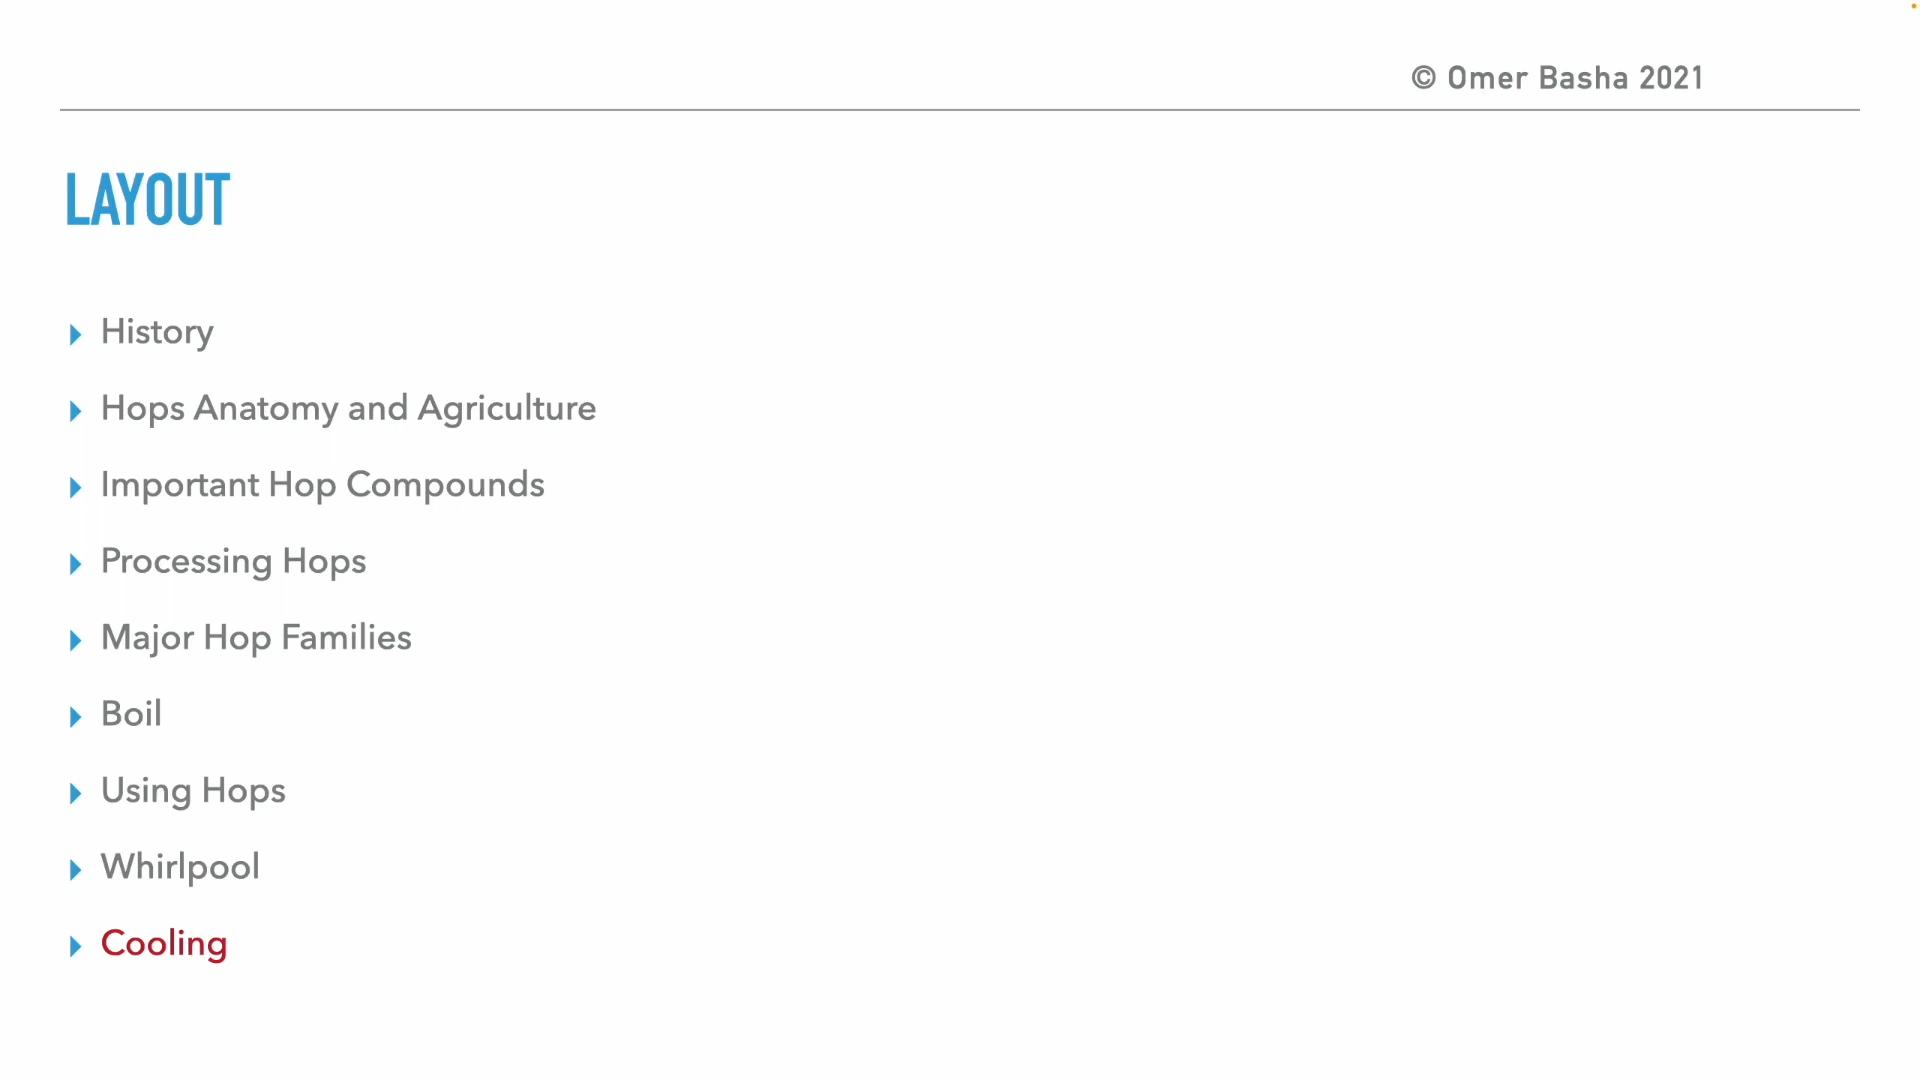 © Omer Basha 2021
LAYOUT
History
Hops Anatomy and Agriculture
Important Hop Compounds
Processing Hops
Major Hop Families
Boil
Using Hops
Whirlpool
Cooling